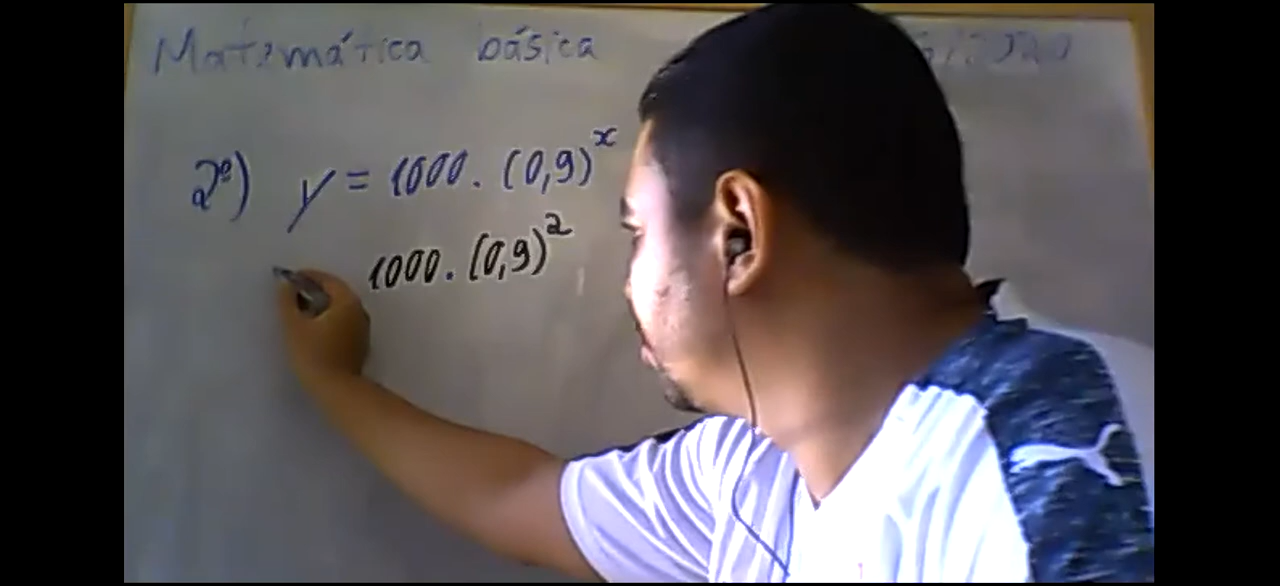 Matemática básica
2º) y = 1000 . (0,9)^x
1000 . (0,9)^2